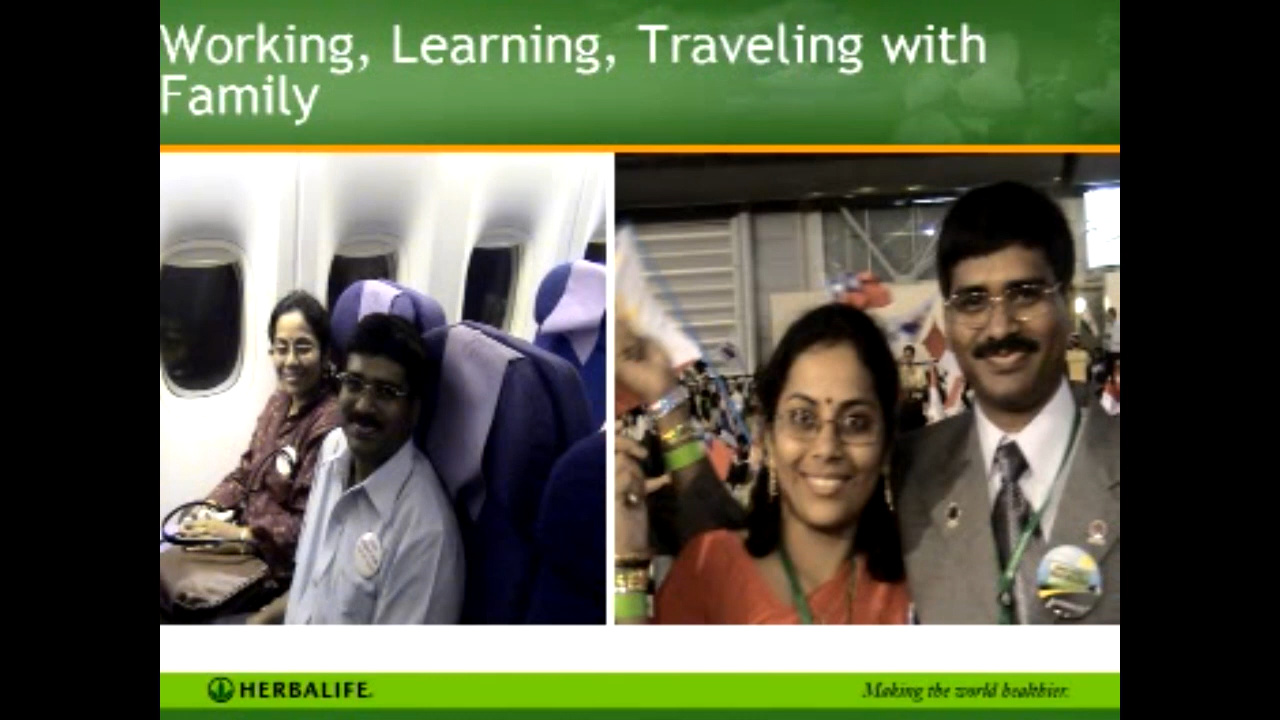 Working, Learning, Traveling with
Family
HERBALIFE.
Making the world healthier.